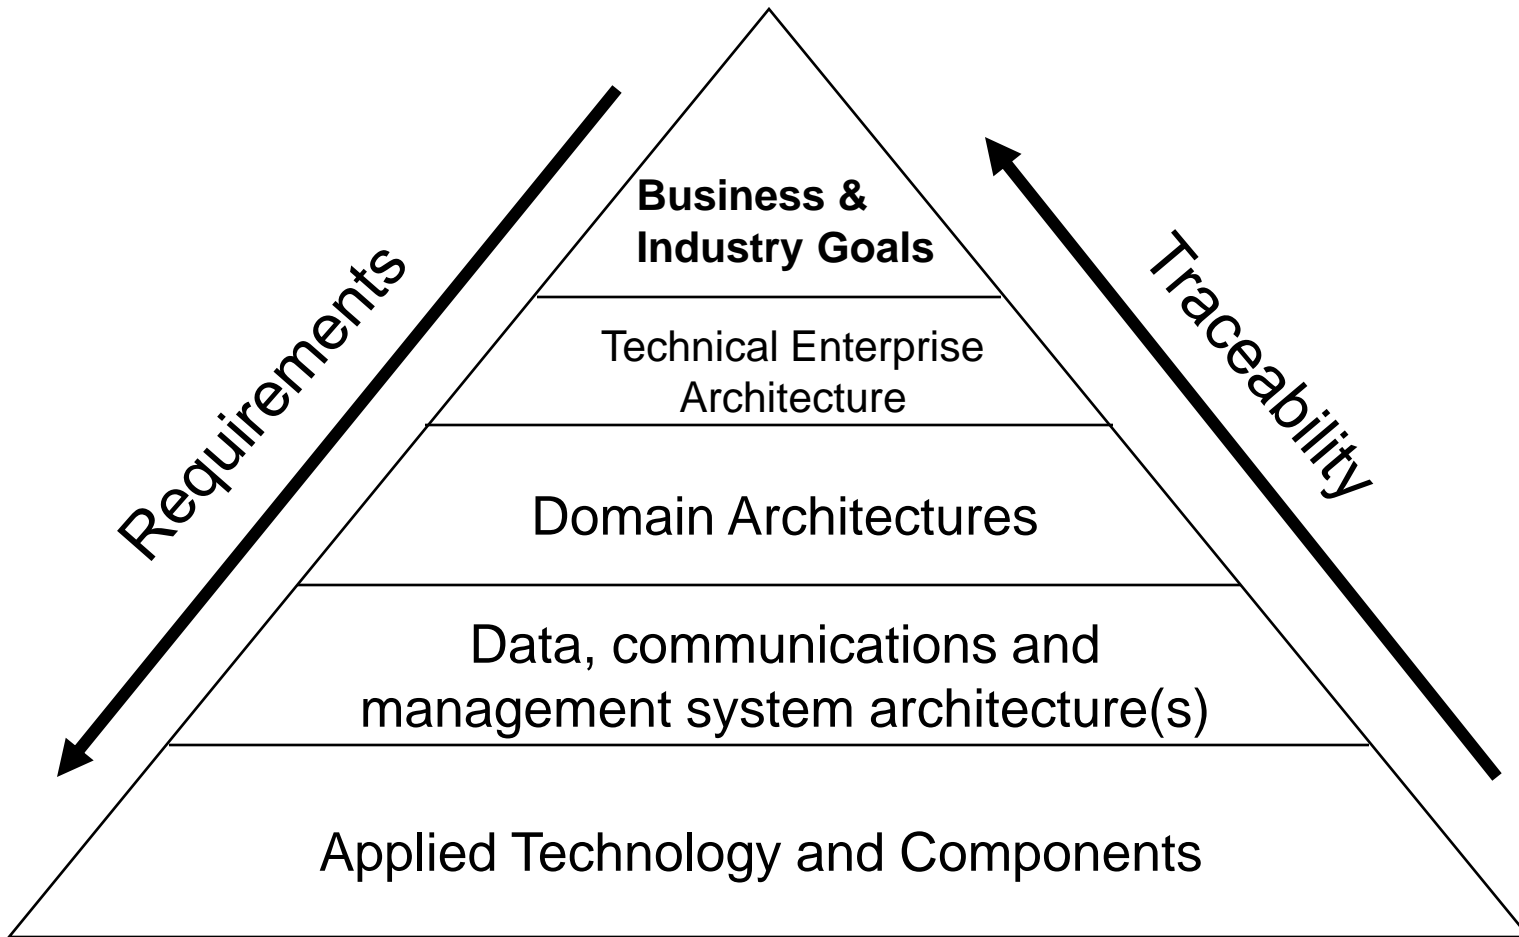 Business &
Industry Goals
Requirements
Traceability
Technical Enterprise
Architecture
Domain Architectures
Data, communications and
management system architecture(s)
Applied Technology and Components